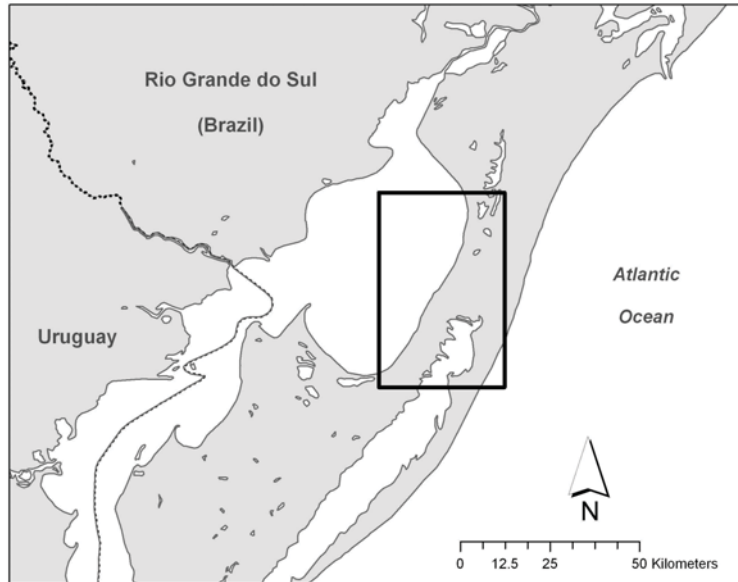 Rio Grande do Sul
(Brazil)
Atlantic
Ocean
Uruguay
N
0 12.5 25 50 Kilometers